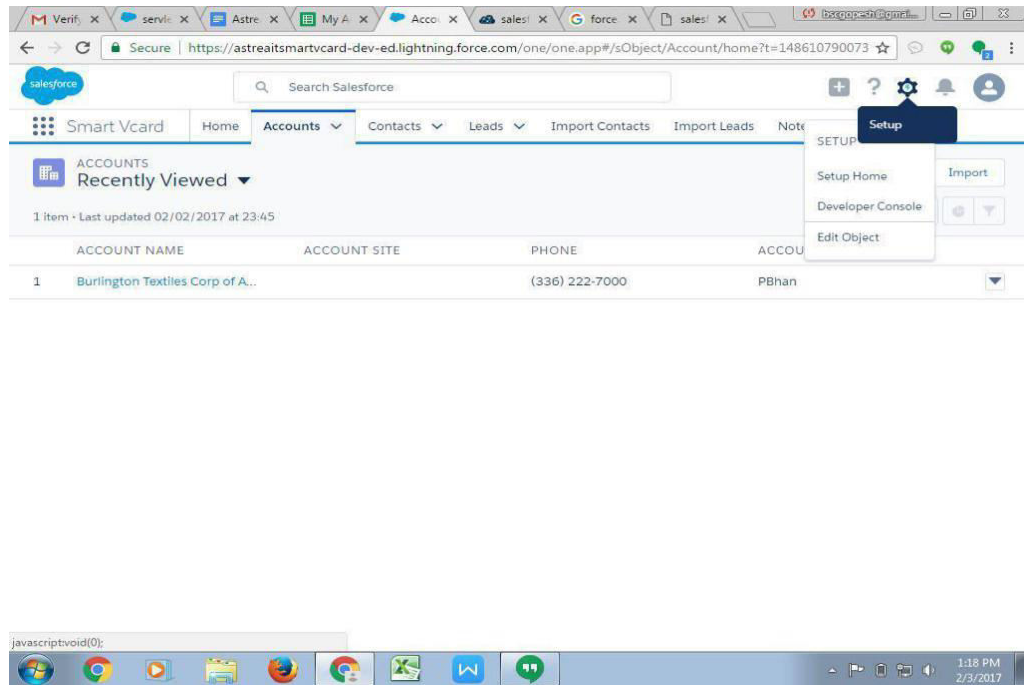 Verify servic Astre My A Acco salesf force salesf
Secure https://astreaitsmartvcard-dev-ed.lightning.force.com/one/one.app#/sObject/Account/home?t=148610790073
salesforce Search Salesforce
Smart Vcard Home Accounts Contacts Leads Import Contacts Import Leads Note
Setup
SETUP
Setup Home
Developer Console
Edit Object
ACCOUNTS
Recently Viewed
Import
1 item • Last updated 02/02/2017 at 23:45
ACCOUNT NAME ACCOUNT SITE PHONE ACCOU
1 Burlington Textiles Corp of A... (336) 222-7000 PBhan
javascript:void(0);
1:18 PM
2/3/2017